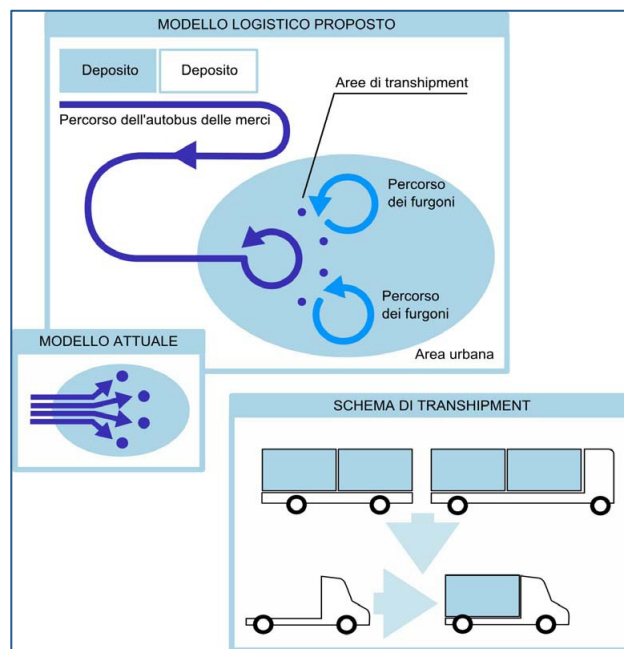 MODELLO LOGISTICO PROPOSTO
Deposito
Deposito
Aree di transhipment
Percorso dell'autobus delle merci
Percorso
dei furgoni
Percorso
dei furgoni
Area urbana
MODELLO ATTUALE
SCHEMA DI TRANSHIPMENT